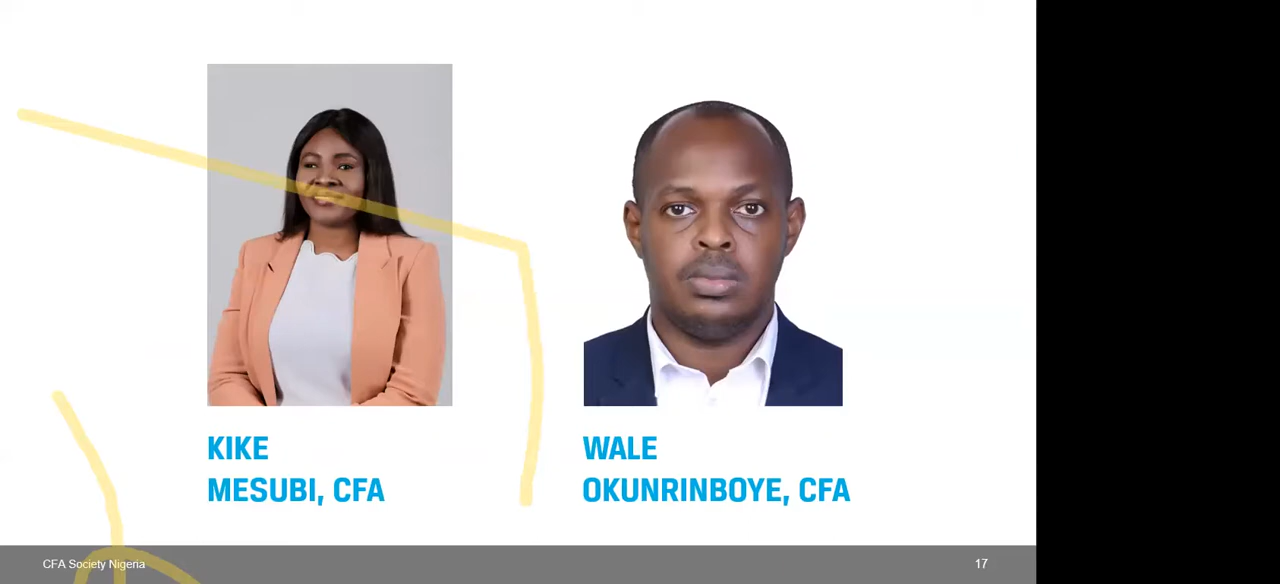 KIKE
MESUBI, CFA
WALE
OKUNRINBOYE, CFA
CFA Society Nigeria
17